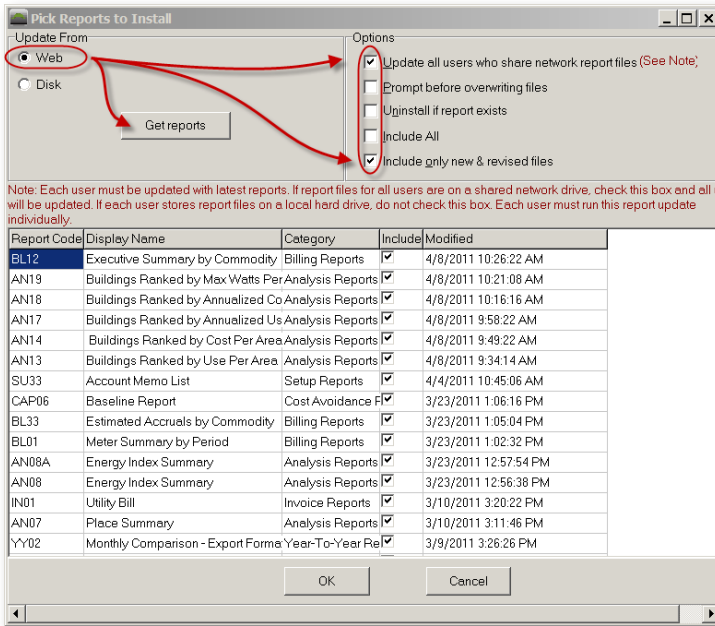 Pick Reports to Install
Update From
Web
Disk
Get reports
Options
Update all users who share network report files (See Note)
Prompt before overwriting files
Uninstall if report exists
Include All
Include only new & revised files
Note: Each user must be updated with latest reports. If report files for all users are on a shared network drive, check this box and all
will be updated. If each user stores report files on a local hard drive, do not check this box. Each user must run this report update
individually.
Report Code Display Name Category Include Modified
BL12 Executive Summary by Commodity Billing Reports 4/8/2011 10:26:22 AM
AN19 Buildings Ranked by Max Watts Per Analysis Reports 4/8/2011 10:21:08 AM
AN18 Buildings Ranked by Annualized Co Analysis Reports 4/8/2011 10:16:16 AM
AN17 Buildings Ranked by Annualized Us Analysis Reports 4/8/2011 9:58:22 AM
AN14 Buildings Ranked by Cost Per Area Analysis Reports 4/8/2011 9:49:22 AM
AN13 Buildings Ranked by Use Per Area Analysis Reports 4/8/2011 9:34:14 AM
SU33 Account Memo List Setup Reports 4/4/2011 10:45:06 AM
CAP06 Baseline Report Cost Avoidance F 3/23/2011 1:06:16 PM
BL33 Estimated Accruals by Commodity Billing Reports 3/23/2011 1:05:04 PM
BL01 Meter Summary by Period Billing Reports 3/23/2011 1:02:32 PM
AN08A Energy Index Summary Analysis Reports 3/23/2011 12:57:54 PM
AN08 Energy Index Summary Analysis Reports 3/23/2011 12:56:38 PM
IN01 Utility Bill Invoice Reports 3/10/2011 3:20:22 PM
AN07 Place Summary Analysis Reports 3/10/2011 3:11:46 PM
YY02 Monthly Comparison - Export Forma Year-To-Year Re 3/9/2011 3:26:26 PM
OK Cancel